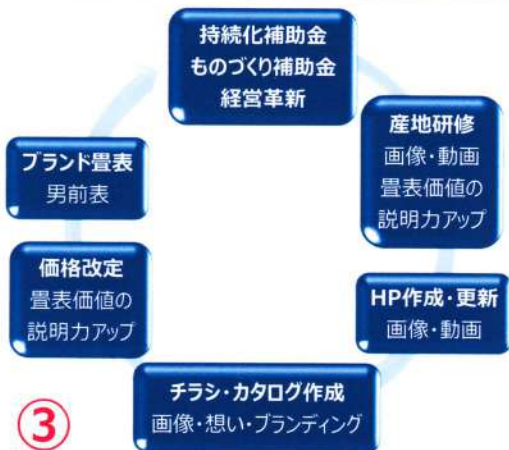 持続化補助金
ものづくり補助金
経営革新
産地研修
画像・動画
畳表価値の
説明力アップ
HP作成・更新
画像・動画
チラシ・カタログ作成
画像・想い・ブランディング
価格改定
畳表価値の
説明力アップ
ブランド畳表
男前表
③